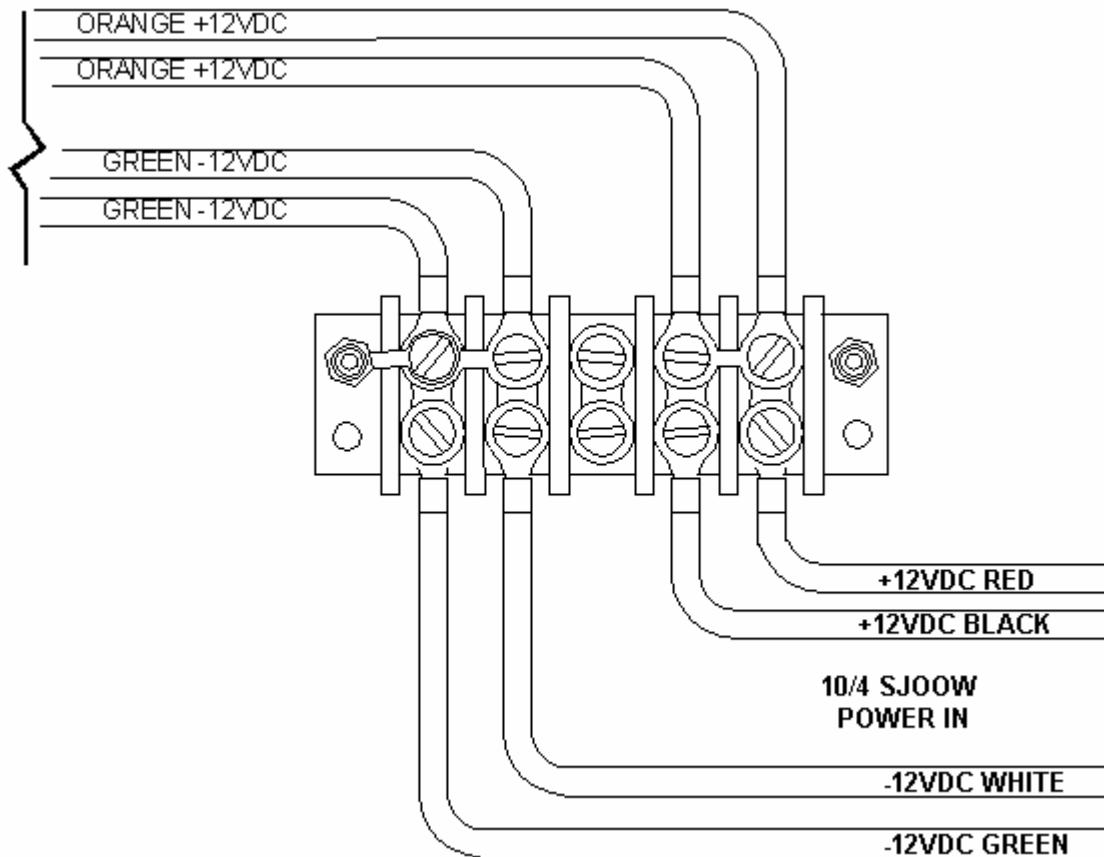 ORANGE +12VDC
ORANGE +12VDC
GREEN -12VDC
GREEN -12VDC
+12VDC RED
+12VDC BLACK
10/4 SJOOW
POWER IN
-12VDC WHITE
-12VDC GREEN